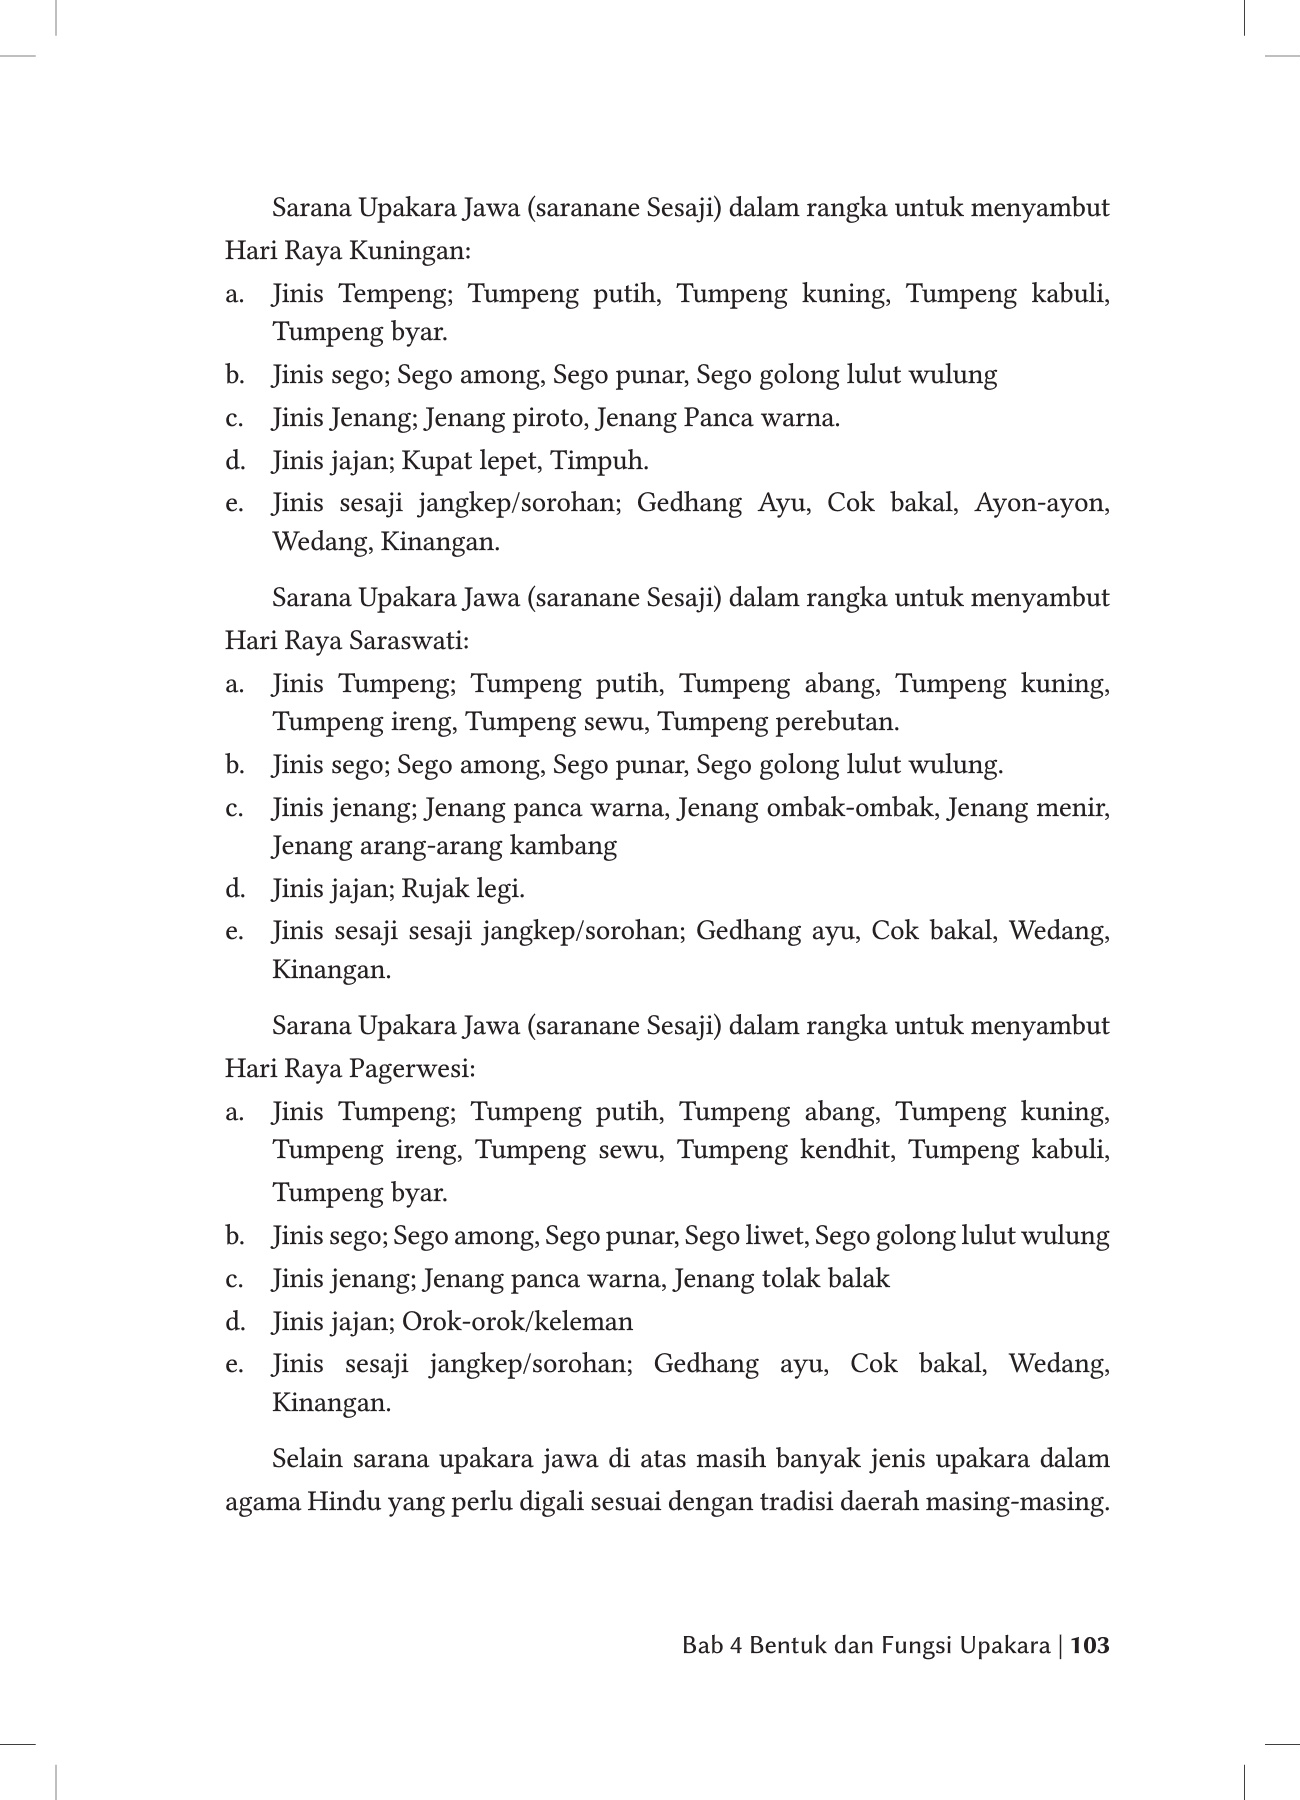 Sarana Upakara Jawa (saranane Sesaji) dalam rangka untuk menyambut
Hari Raya Kuningan:
a. Jinis Tempeng; Tumpeng putih, Tumpeng kuning, Tumpeng kabuli,
Tumpeng byar.
b. Jinis sego; Sego among, Sego punar, Sego golong lulut wulung
c. Jinis Jenang; Jenang piroto, Jenang Panca warna.
d. Jinis jajan; Kupat lepet, Timpuh.
e. Jinis sesaji jangkep/sorohan; Gedhang Ayu, Cok bakal, Ayon-ayon,
Wedang, Kinangan.
Sarana Upakara Jawa (saranane Sesaji) dalam rangka untuk menyambut
Hari Raya Saraswati:
a. Jinis Tumpeng; Tumpeng putih, Tumpeng abang, Tumpeng kuning,
Tumpeng ireng, Tumpeng sewu, Tumpeng perebutan.
b. Jinis sego; Sego among, Sego punar, Sego golong lulut wulung.
c. Jinis jenang; Jenang panca warna, Jenang ombak-ombak, Jenang menir,
Jenang arang-arang kambang
d. Jinis jajan; Rujak legi.
e. Jinis sesaji sesaji jangkep/sorohan; Gedhang ayu, Cok bakal, Wedang,
Kinangan.
Sarana Upakara Jawa (saranane Sesaji) dalam rangka untuk menyambut
Hari Raya Pagerwesi:
a. Jinis Tumpeng; Tumpeng putih, Tumpeng abang, Tumpeng kuning,
Tumpeng ireng, Tumpeng sewu, Tumpeng kendhit, Tumpeng kabuli,
Tumpeng byar.
b. Jinis sego; Sego among, Sego punar, Sego liwet, Sego golong lulut wulung
c. Jinis jenang; Jenang panca warna, Jenang tolak balak
d. Jinis jajan; Orok-orok/keleman
e. Jinis sesaji jangkep/sorohan; Gedhang ayu, Cok bakal, Wedang,
Kinangan.
Selain sarana upakara jawa di atas masih banyak jenis upakara dalam
agama Hindu yang perlu digali sesuai dengan tradisi daerah masing-masing.
Bab 4 Bentuk dan Fungsi Upakara | 103